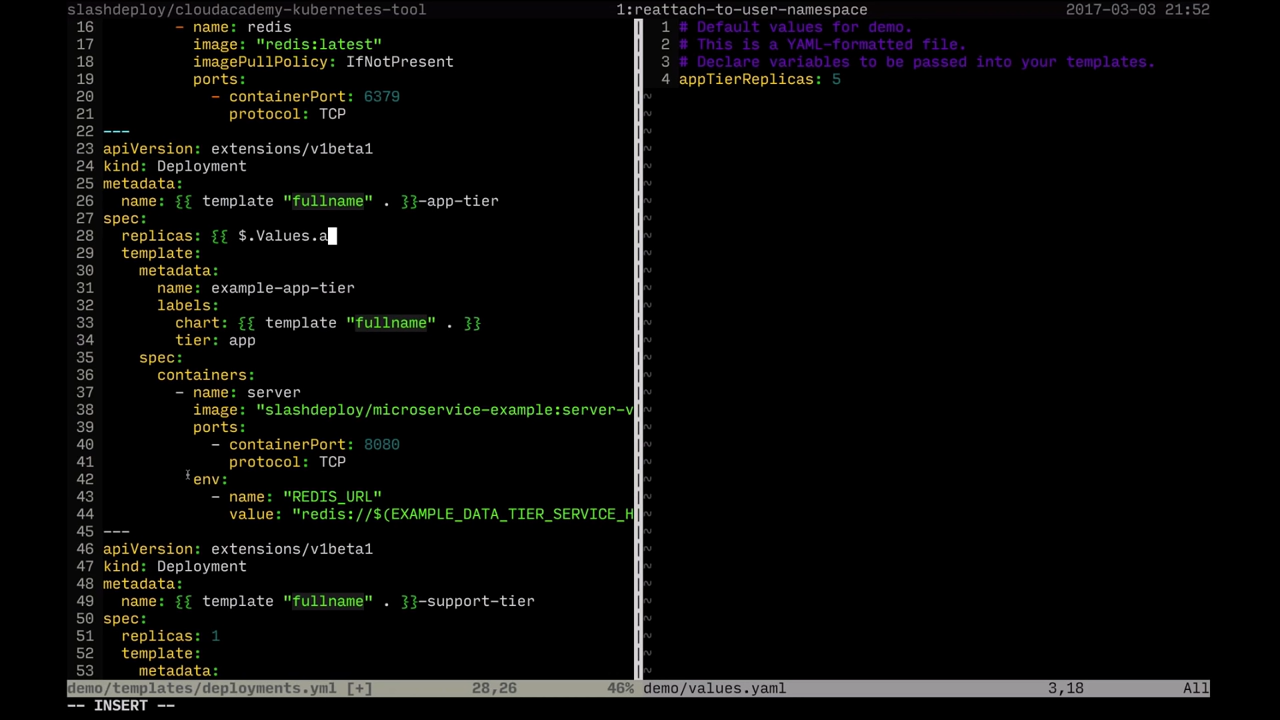 slashdeploy/cloudacademy-kubernetes-tool 1:reattach-to-user-namespace 2017-03-03 21:52
16 - name: redis
17 image: "redis:latest"
18 imagePullPolicy: IfNotPresent
19 ports:
20 - containerPort: 6379
21 protocol: TCP
22 ---
23 apiVersion: extensions/v1beta1
24 kind: Deployment
25 metadata:
26 name: {{ template "fullname" . }}-app-tier
27 spec:
28 replicas: {{ $.Values.a
29 template:
30 metadata:
31 name: example-app-tier
32 labels:
33 chart: {{ template "fullname" . }}
34 tier: app
35 spec:
36 containers:
37 - name: server
38 image: "slashdeploy/microservice-example:server-v
39 ports:
40 - containerPort: 8080
41 protocol: TCP
42 env:
43 - name: "REDIS_URL"
44 value: "redis://$(EXAMPLE_DATA_TIER_SERVICE_H
45 ---
46 apiVersion: extensions/v1beta1
47 kind: Deployment
48 metadata:
49 name: {{ template "fullname" . }}-support-tier
50 spec:
51 replicas: 1
52 template:
53 metadata:
demo/templates/deployments.yml [+] 28,26 46%
1 # Default values for demo.
2 # This is a YAML-formatted file.
3 # Declare variables to be passed into your templates.
4 appTierReplicas: 5
demo/values.yaml 3,18 All
-- INSERT --